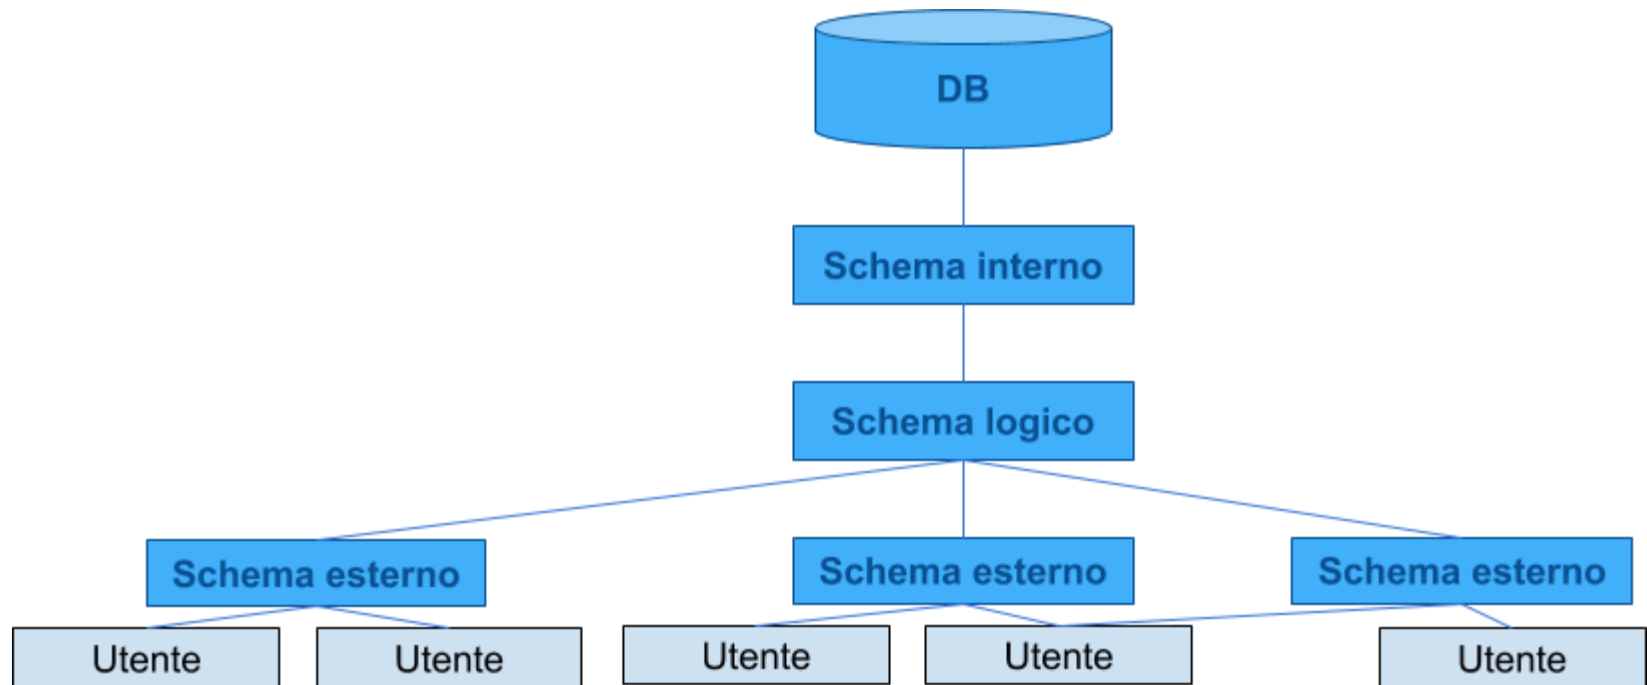 DB
Schema interno
Schema logico
Schema esterno
Schema esterno
Schema esterno
Utente
Utente
Utente
Utente
Utente